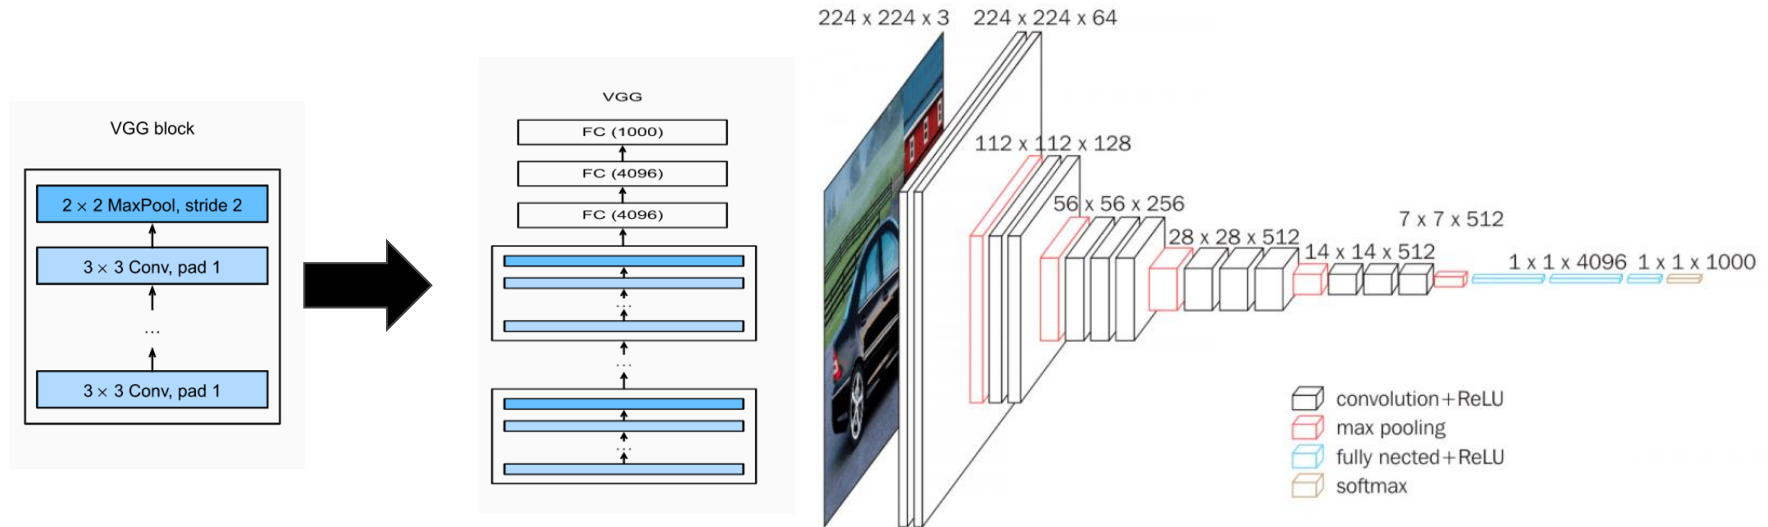 VGG block
2 × 2 MaxPool, stride 2
3 × 3 Conv, pad 1
...
3 × 3 Conv, pad 1
VGG
FC (1000)
FC (4096)
FC (4096)
...
...
...
224 x 224 x 3
224 x 224 x 64
112 x 112 x 128
56 x 56 x 256
28 x 28 x 512
14 x 14 x 512
7 x 7 x 512
1 x 1 x 4096
1 x 1 x 1000
convolution+ReLU
max pooling
fully nected+ReLU
softmax